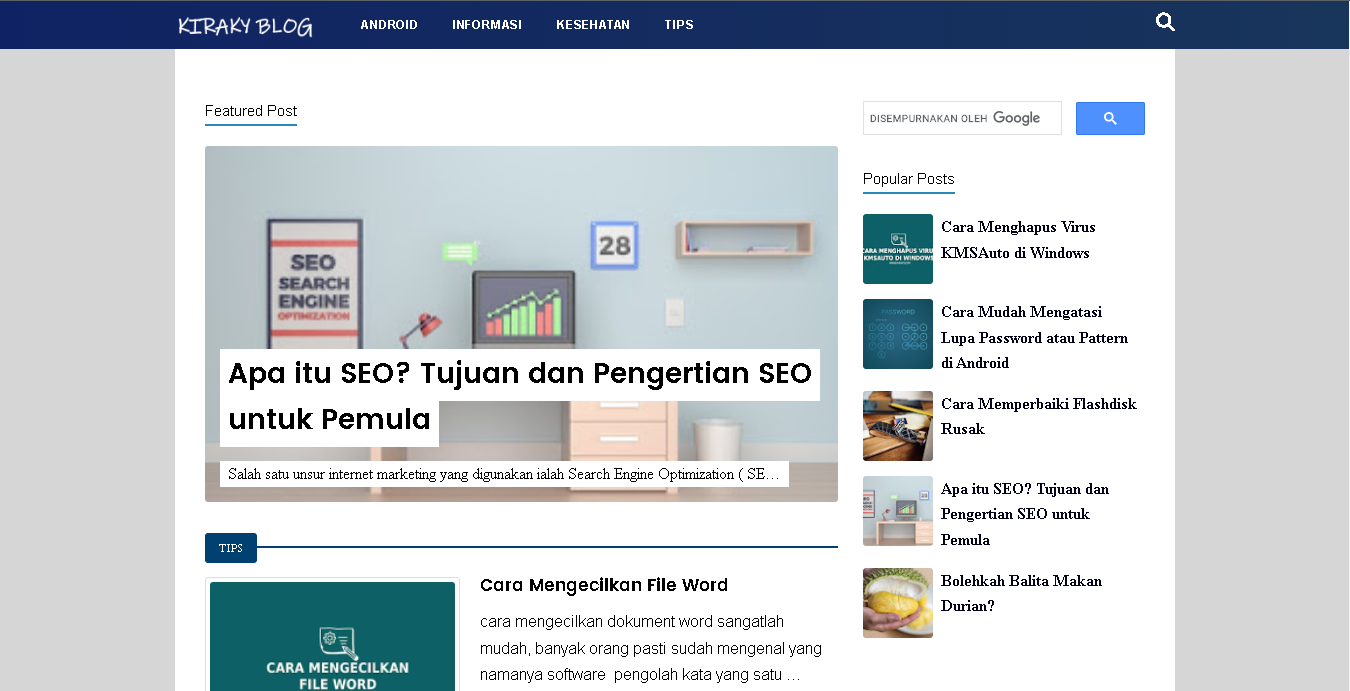 KIRAKY BLOG
ANDROID INFORMASI KESEHATAN TIPS
Featured Post
SEO
SEARCH
ENGINE
OPTIMIZATION
28
Apa itu SEO? Tujuan dan Pengertian SEO
untuk Pemula
Salah satu unsur internet marketing yang digunakan ialah Search Engine Optimization ( SE…
TIPS
CARA MENGECILKAN
FILE WORD
Cara Mengecilkan File Word
cara mengecilkan dokument word sangatlah
mudah, banyak orang pasti sudah mengenal yang
namanya software pengolah kata yang satu …
DISEMPURNAKAN OLEH Google
Popular Posts
CARA MENGHAPUS VIRUS
KMSAUTO DI WINDOWS
Cara Menghapus Virus
KMSAuto di Windows
PASSWORD
Cara Mudah Mengatasi
Lupa Password atau Pattern
di Android
Cara Memperbaiki Flashdisk
Rusak
Apa itu SEO? Tujuan dan
Pengertian SEO untuk
Pemula
Bolehkah Balita Makan
Durian?